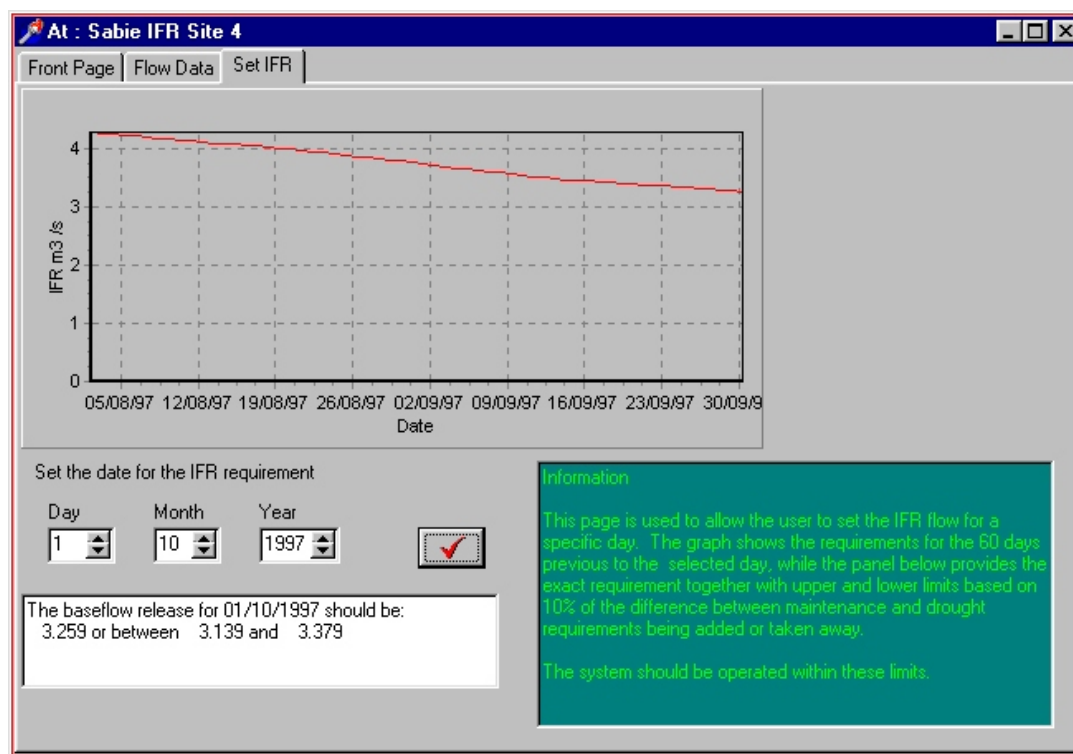 At : Sabie IFR Site 4
Front Page Flow Data Set IFR
4
3
2
1
0
IFR m3 /s
05/08/97 12/08/97 19/08/97 26/08/97 02/09/97 09/09/97 16/09/97 23/09/97 30/09/9
Date
Set the date for the IFR requirement
Day Month Year
1 10 1997
The baseflow release for 01/10/1997 should be:
3.259 or between 3.139 and 3.379
Information
This page is used to allow the user to set the IFR flow for a
specific day. The graph shows the requirements for the 60 days
previous to the selected day, while the panel below provides the
exact requirement together with upper and lower limits based on
10% of the difference between maintenance and drought
requirements being added or taken away.
The system should be operated within these limits.